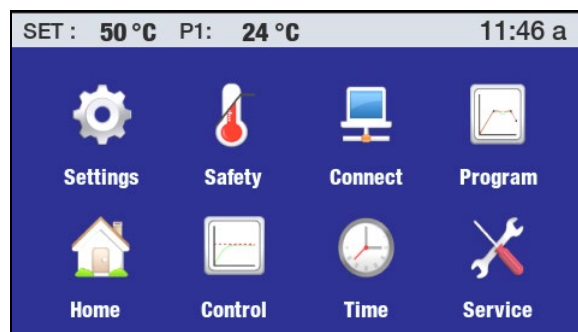 SET : 50 °C P1: 24 °C 11:46 a
Settings Safety Connect Program
Home Control Time Service